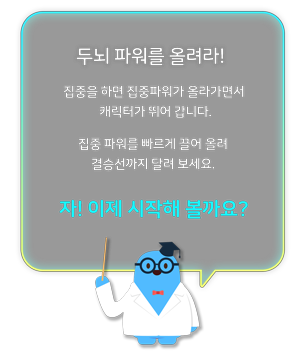 두뇌 파워를 올려라!
집중을 하면 집중파워가 올라가면서
캐릭터가 뛰어 갑니다.
집중 파워를 빠르게 끌어 올려
결승선까지 달려 보세요.
자! 이제 시작해 볼까요?